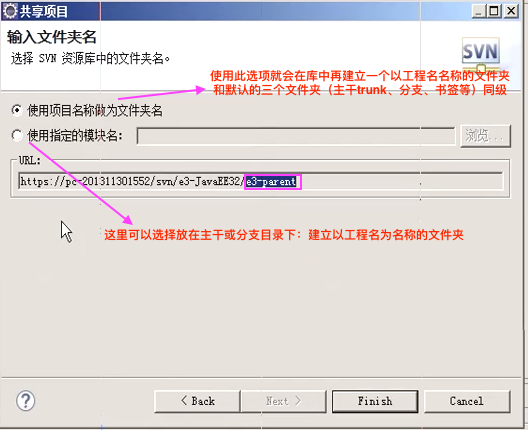 共享项目
输入文件夹名
选择 SVN 资源库中的文件夹名。
SVN
使用此选项就会在库中再建立一个以工程名名称的文件夹
和默认的三个文件夹（主干trunk、分支、书签等）同级
使用项目名称做为文件夹名
使用指定的模块名：
浏览...
URL:
https://pc-201311301552/svn/e3-JavaEE32/e3-parent
这里可以选择放在主干或分支目录下：建立以工程名为名称的文件夹
?
< Back
Next >
Finish
Cancel